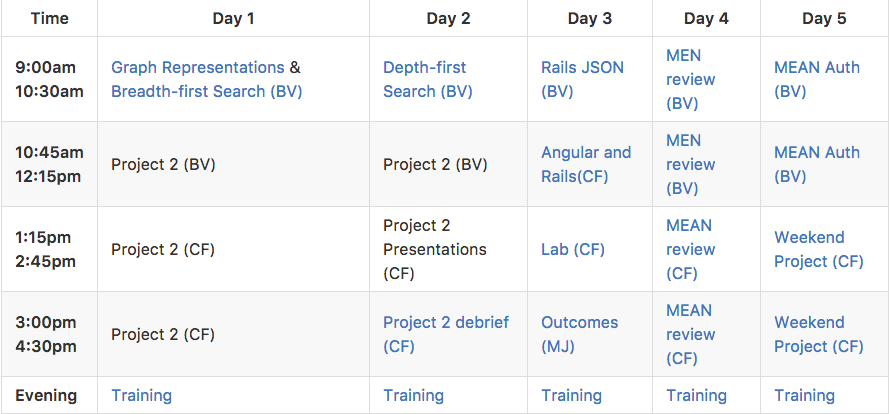 Time Day 1 Day 2 Day 3 Day 4 Day 5
9:00am
10:30am
Graph Representations &
Breadth-first Search (BV)
Depth-first
Search (BV)
Rails JSON
(BV)
MEN
review
(BV)
MEAN Auth
(BV)
10:45am
12:15pm
Project 2 (BV)
Project 2 (BV)
Angular and
Rails(CF)
MEN
review
(BV)
MEAN Auth
(BV)
1:15pm
2:45pm
Project 2 (CF)
Project 2
Presentations
(CF)
Lab (CF)
MEAN
review
(CF)
Weekend
Project (CF)
3:00pm
4:30pm
Project 2 (CF)
Project 2 debrief
(CF)
Outcomes
(MJ)
MEAN
review
(CF)
Weekend
Project (CF)
Evening Training Training Training Training Training